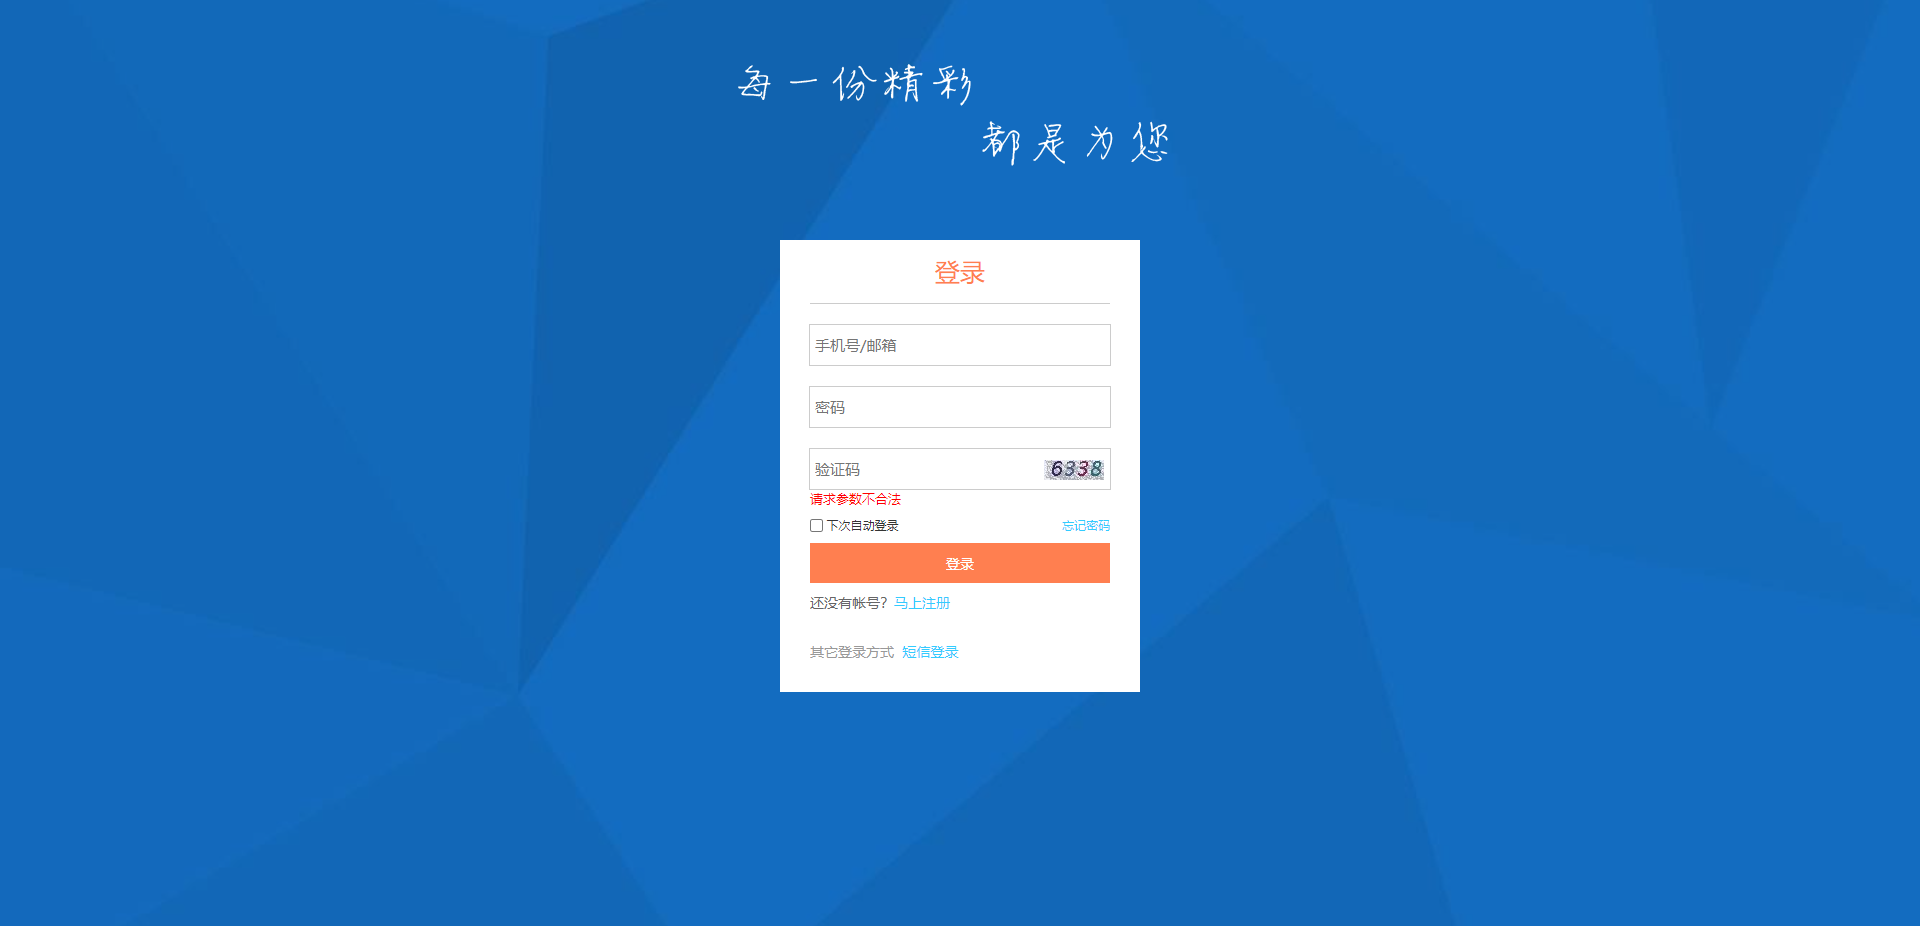 每一份精彩
都是为您
登录
手机号/邮箱
密码
验证码 6338
请求参数不合法
下次自动登录 忘记密码
登录
还没有帐号? 马上注册
其它登录方式 短信登录